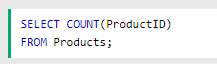 SELECT COUNT(ProductID)
FROM Products;